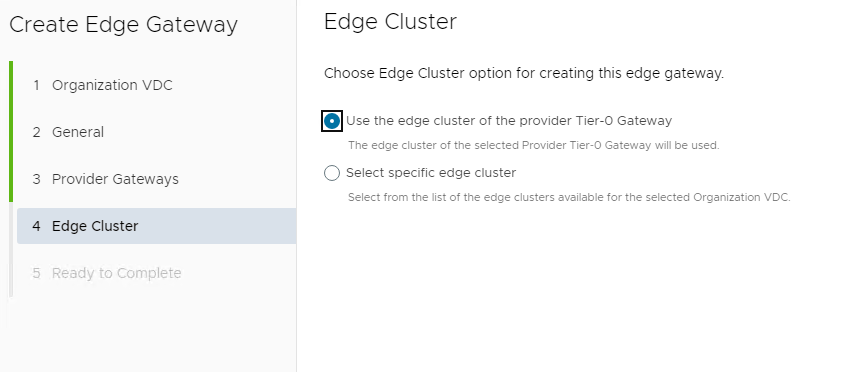 Create Edge Gateway
1 Organization VDC
2 General
3 Provider Gateways
4 Edge Cluster
5 Ready to Complete
Edge Cluster
Choose Edge Cluster option for creating this edge gateway.
Use the edge cluster of the provider Tier-0 Gateway
The edge cluster of the selected Provider Tier-0 Gateway will be used.
Select specific edge cluster
Select from the list of the edge clusters available for the selected Organization VDC.